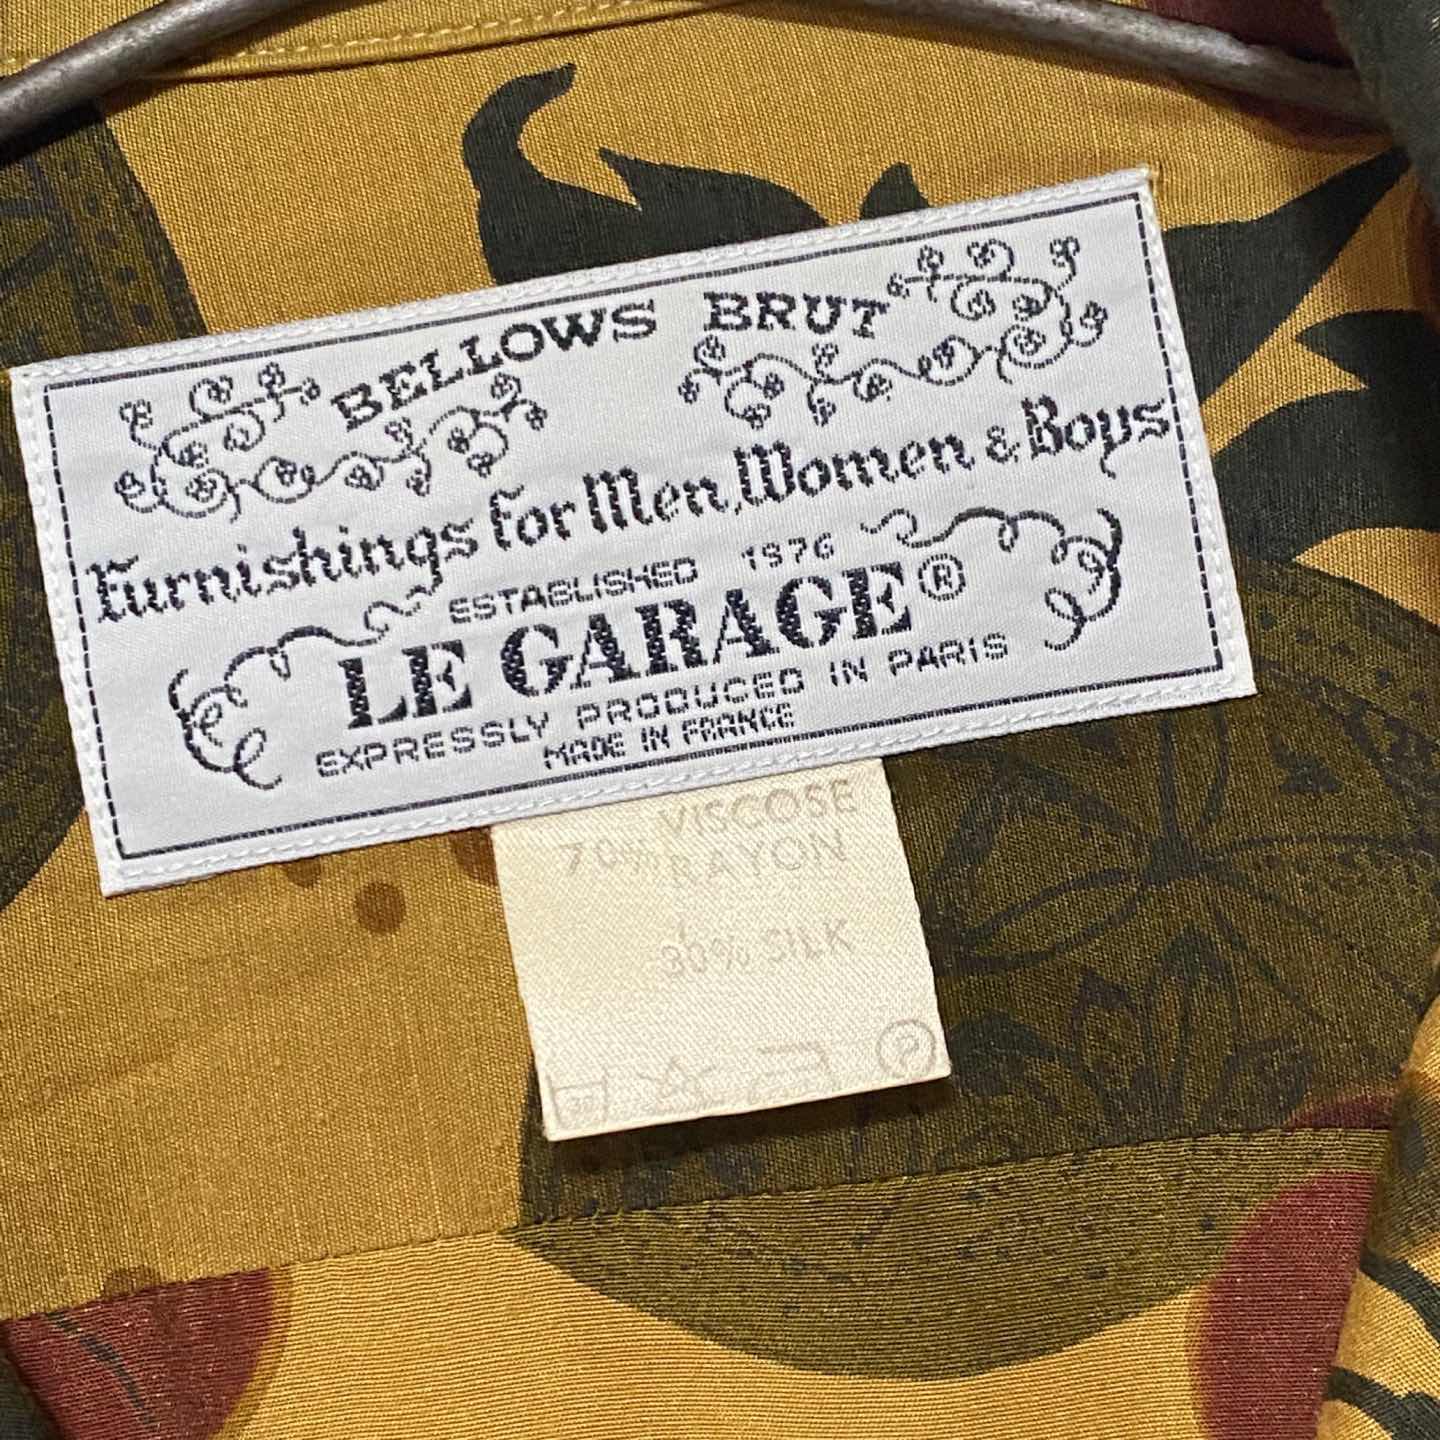 BELLOWS BRUT
Furnishings for Men, Women & Boys
ESTABLISHED 1976
LE GARAGE®
EXPRESSLY PRODUCED IN PARIS
MADE IN FRANCE
VISCOSE
70% RAYON
30% SILK
P